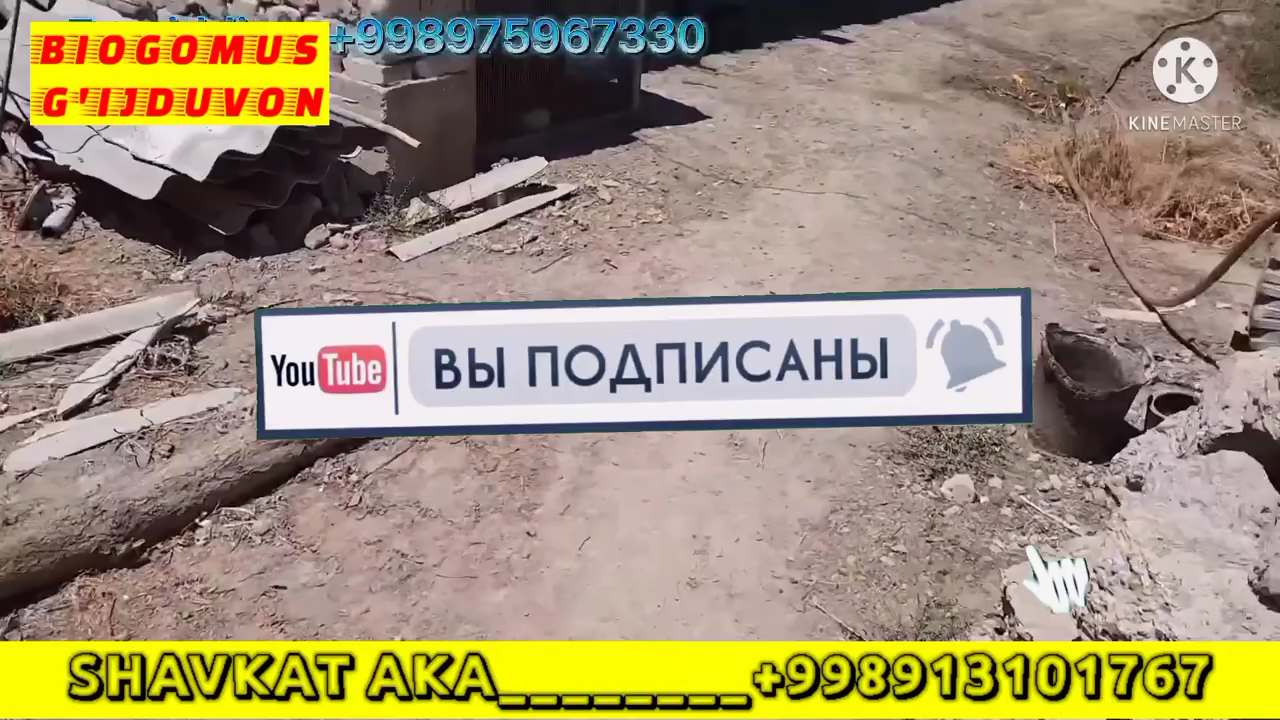 +998975967330
BIOGOMUS
G'IJDUVON
KINEMASTER
YouTube ВЫ ПОДПИСАНЫ
SHAVKAT AKA________+998913101767